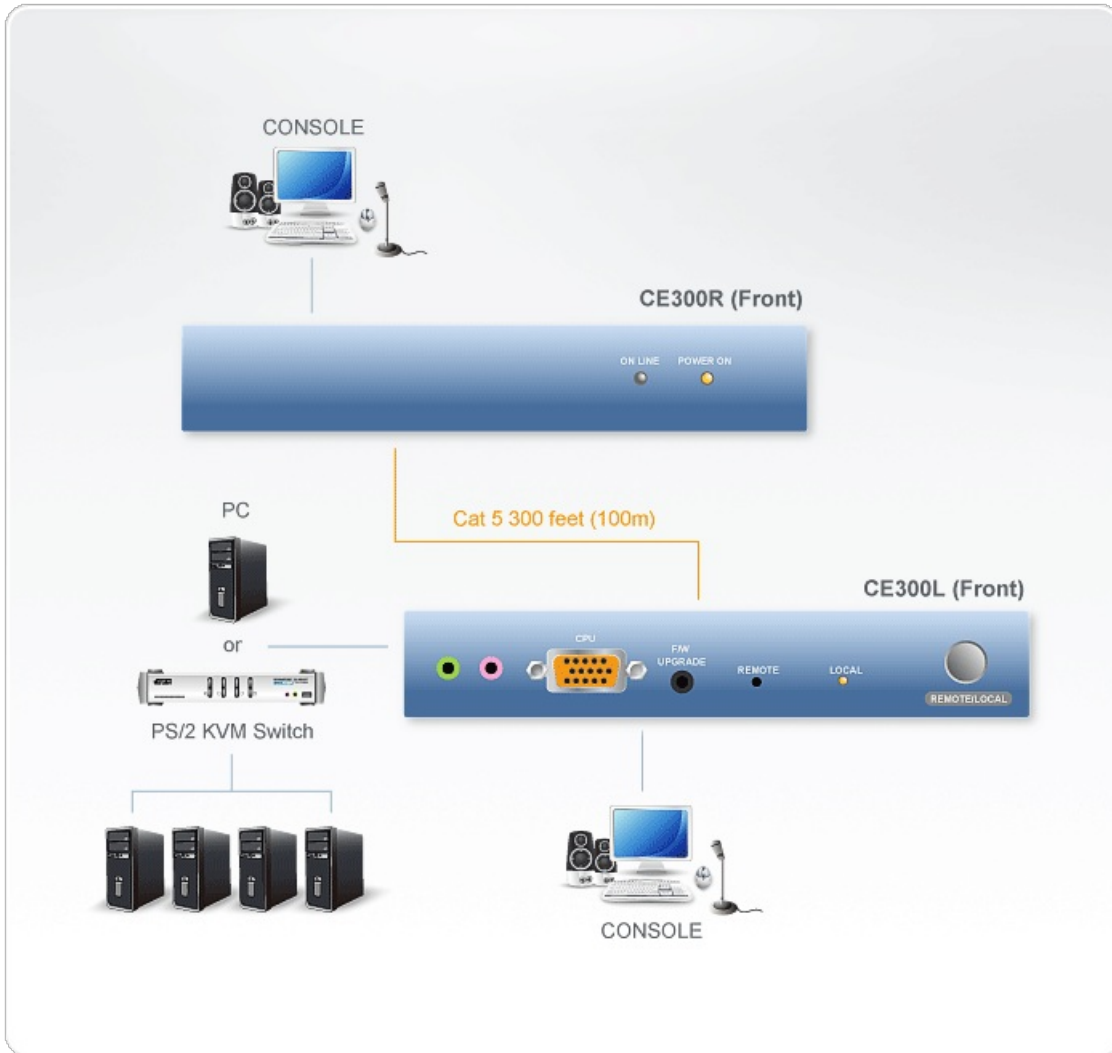 CONSOLE
CE300R (Front)
ON LINE
POWER ON
Cat 5 300 feet (100m)
PC
or
PS/2 KVM Switch
CE300L (Front)
CPU
F/W
UPGRADE
REMOTE
LOCAL
REMOTE/LOCAL
CONSOLE